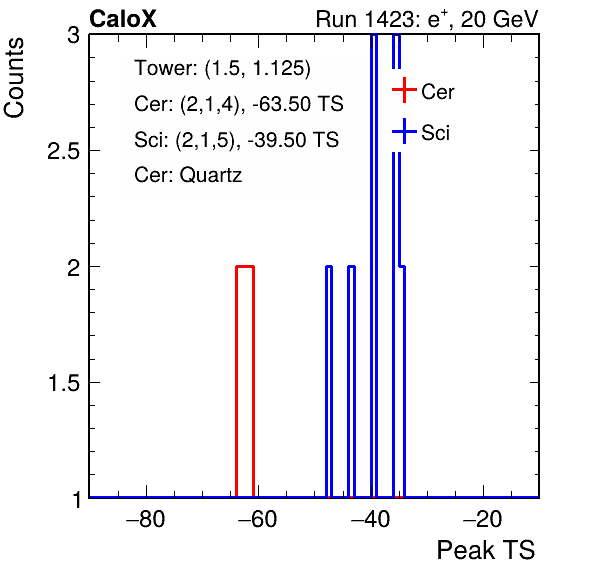 CaloX Run 1423: e⁺, 20 GeV
Counts
3
2.5
2
1.5
1
Tower: (1.5, 1.125)
Cer: (2,1,4), -63.50 TS
Sci: (2,1,5), -39.50 TS
Cer: Quartz
Cer
Sci
−80 −60 −40 −20
Peak TS